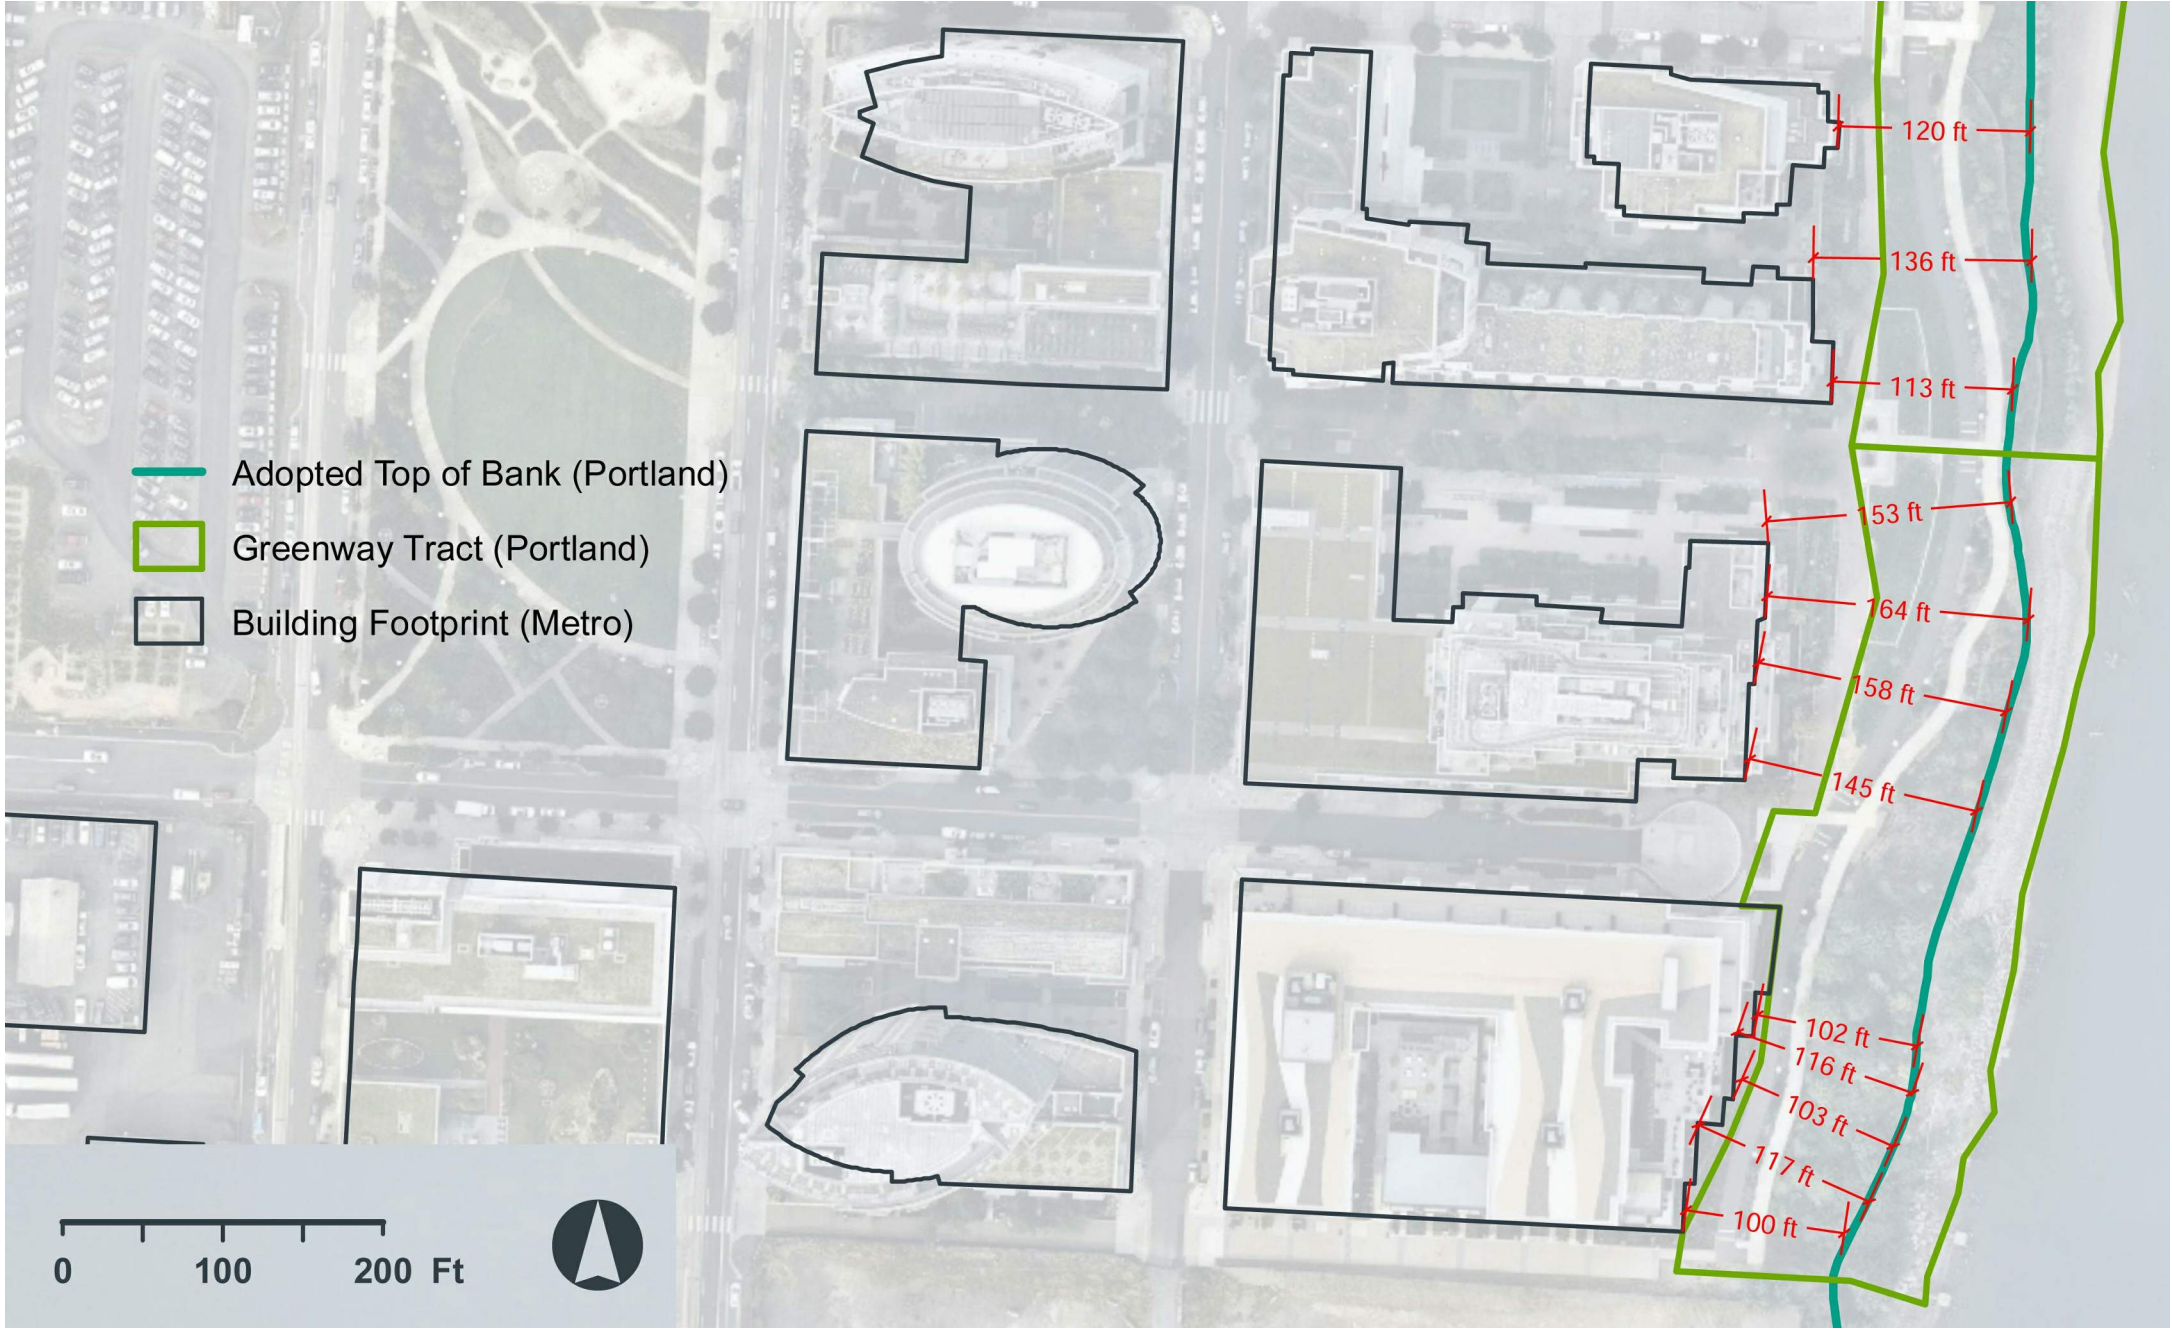 120 ft
136 ft
113 ft
Adopted Top of Bank (Portland)
Greenway Tract (Portland)
Building Footprint (Metro)
153 ft
164 ft
158 ft
145 ft
102 ft
116 ft
103 ft
117 ft
100 ft
0 100 200 Ft